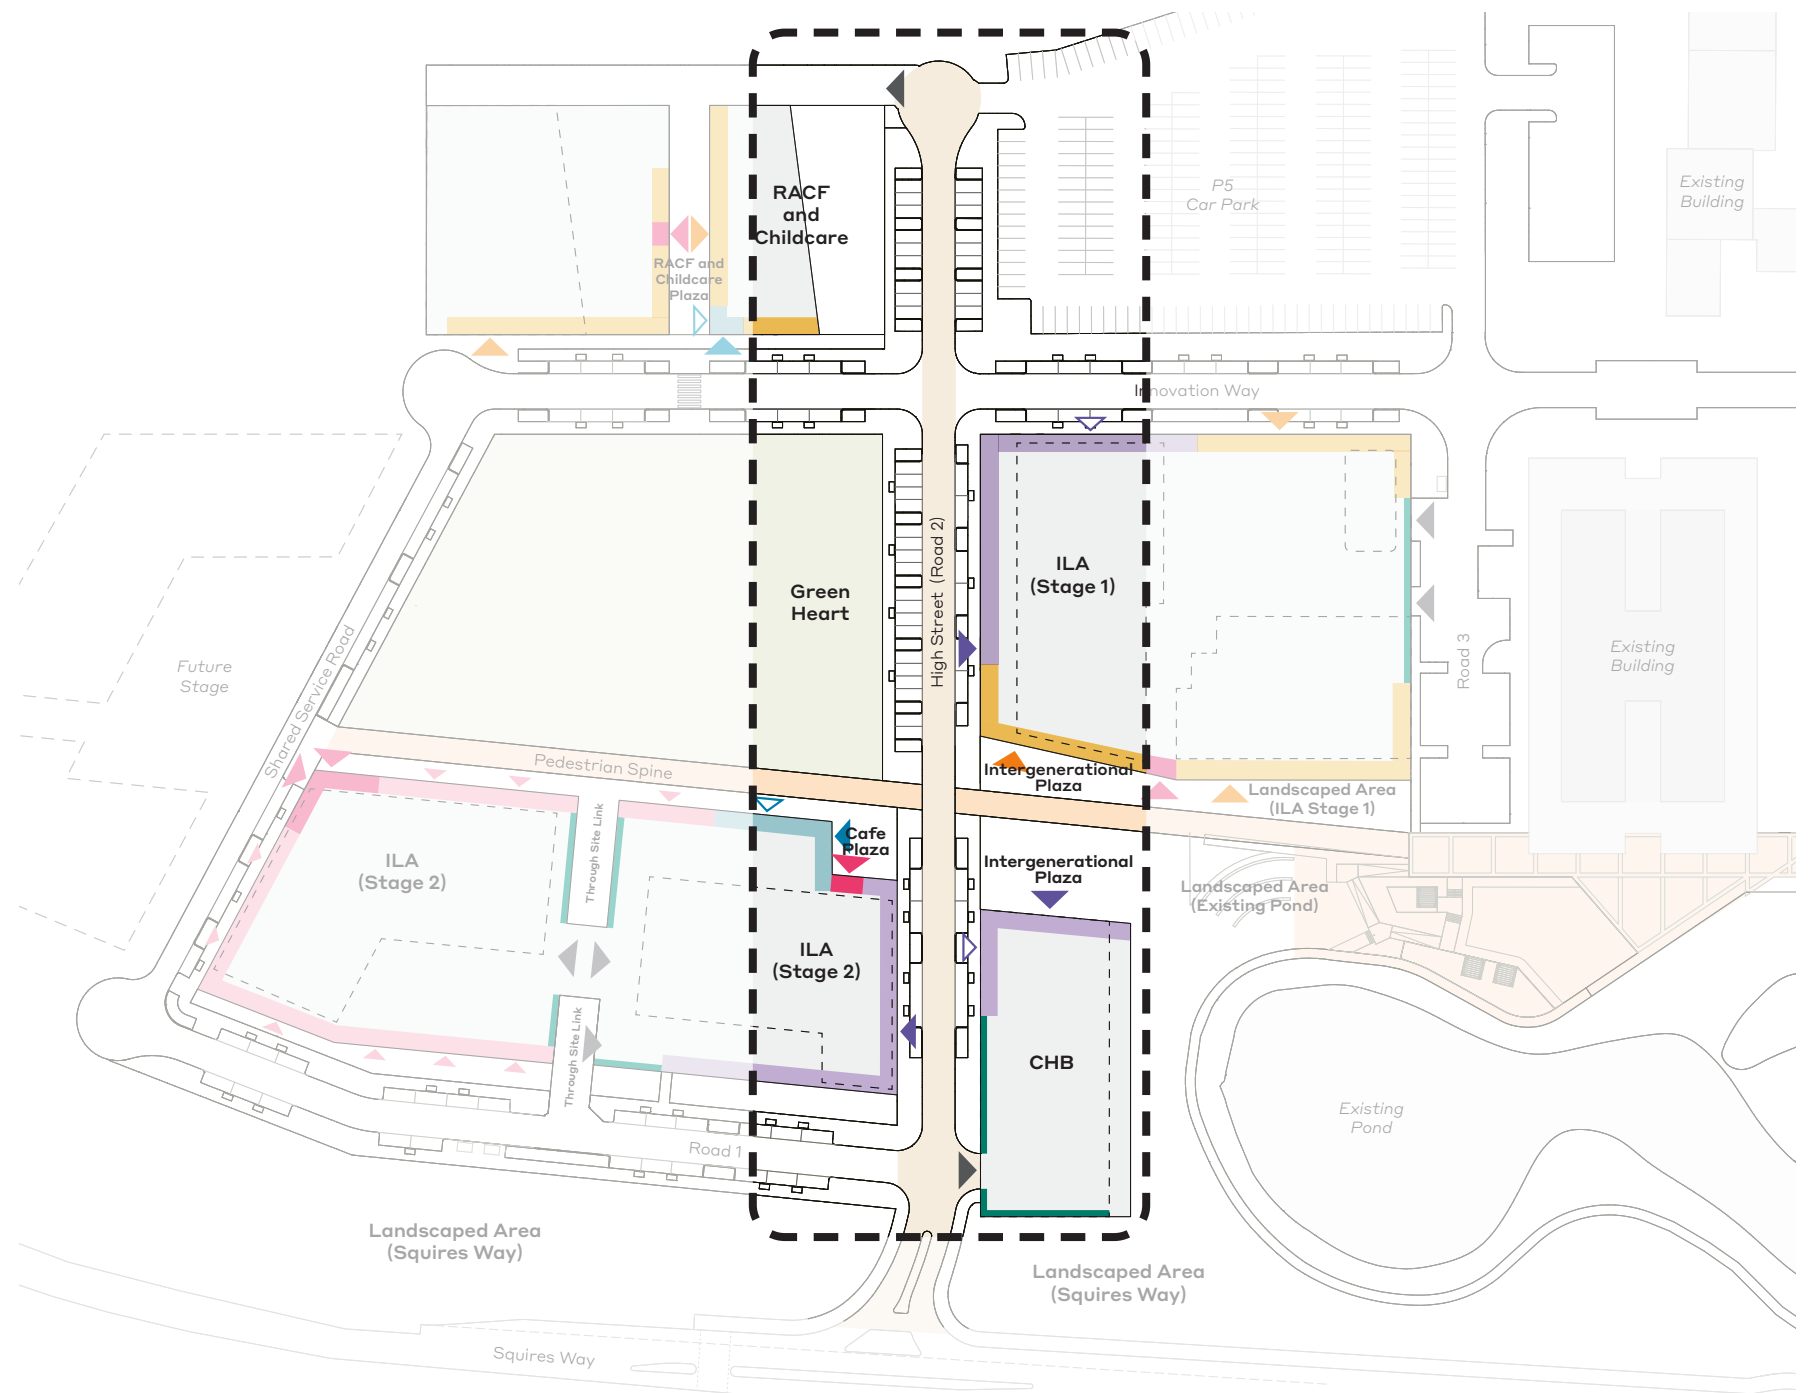 RACF
and
Childcare
P5
Car Park
Existing
Building
RACF and
Childcare
Plaza
Innovation Way
High Street (Road 2)
ILA
(Stage 1)
Green
Heart
Future
Stage
Shared Service Road
Road 3
Existing
Building
Pedestrian Spine
Intergenerational
Plaza
Landscaped Area
(ILA Stage 1)
Through Site Link
Cafe
Plaza
ILA
(Stage 2)
Intergenerational
Plaza
Landscaped Area
(Existing Pond)
ILA
(Stage 2)
Through Site Link
CHB
Existing
Pond
Road 1
Landscaped Area
(Squires Way)
Landscaped Area
(Squires Way)
Squires Way